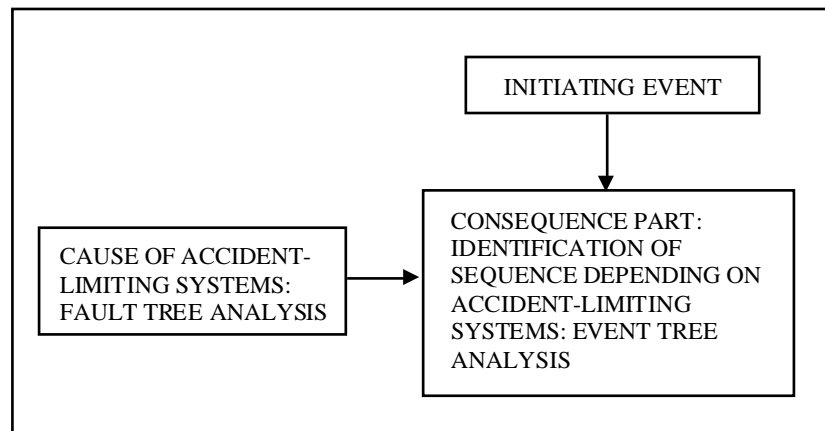 INITIATING EVENT
CAUSE OF ACCIDENT-
LIMITING SYSTEMS:
FAULT TREE ANALYSIS
CONSEQUENCE PART:
IDENTIFICATION OF
SEQUENCE DEPENDING ON
ACCIDENT-LIMITING
SYSTEMS: EVENT TREE
ANALYSIS